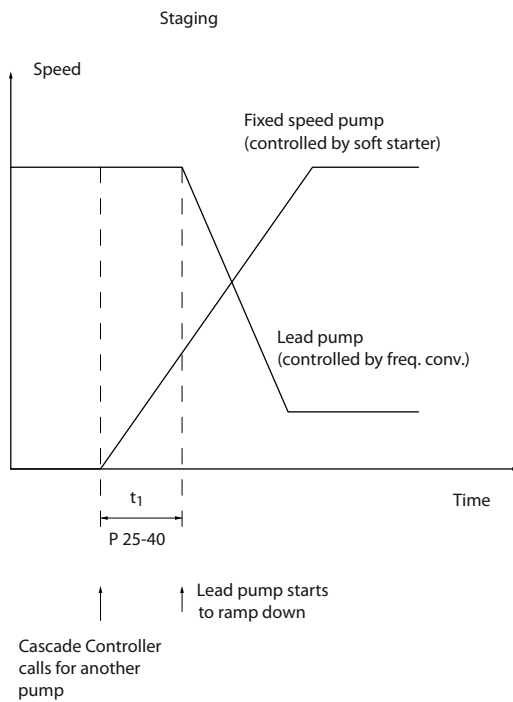 Staging
Speed
Fixed speed pump
(controlled by soft starter)
Lead pump
(controlled by freq. conv.)
t1
Time
P 25-40
Lead pump starts
to ramp down
Cascade Controller
calls for another
pump